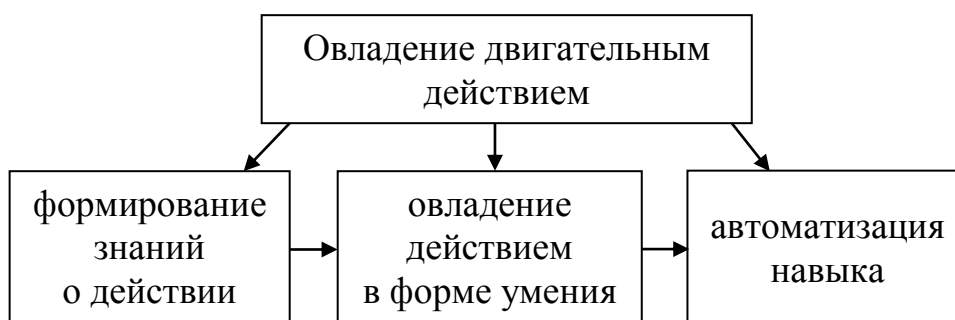 Овладение двигательным
действием
формирование
знаний
о действии
овладение
действием
в форме умения
автоматизация
навыка